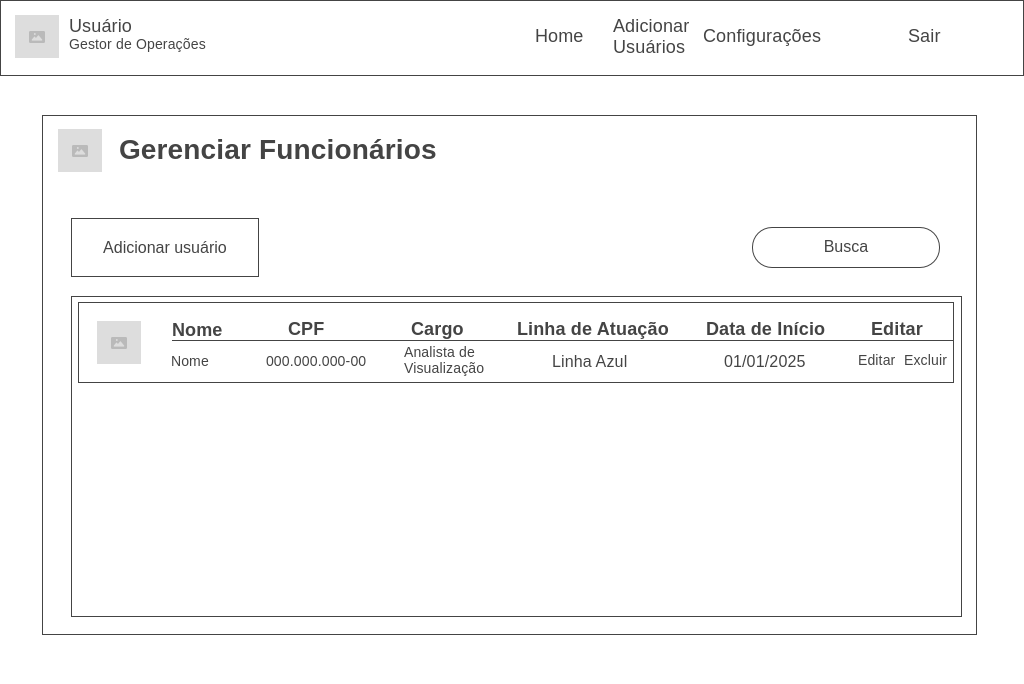 Usuário
Gestor de Operações
Home
Adicionar
Usuários
Configurações
Sair
Gerenciar Funcionários
Adicionar usuário
Busca
Nome CPF Cargo Linha de Atuação Data de Início Editar
Nome 000.000.000-00 Analista de
Visualização Linha Azul 01/01/2025 Editar Excluir